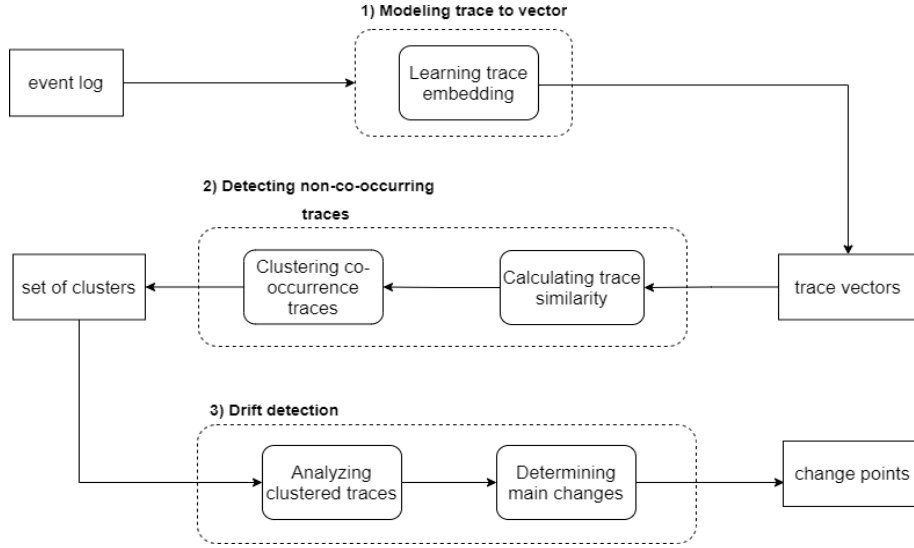 1) Modeling trace to vector
event log
Learning trace
embedding
2) Detecting non-co-occurring
traces
set of clusters
Clustering co-
occurrence
traces
Calculating trace
similarity
trace vectors
3) Drift detection
Analyzing
clustered traces
Determining
main changes
change points